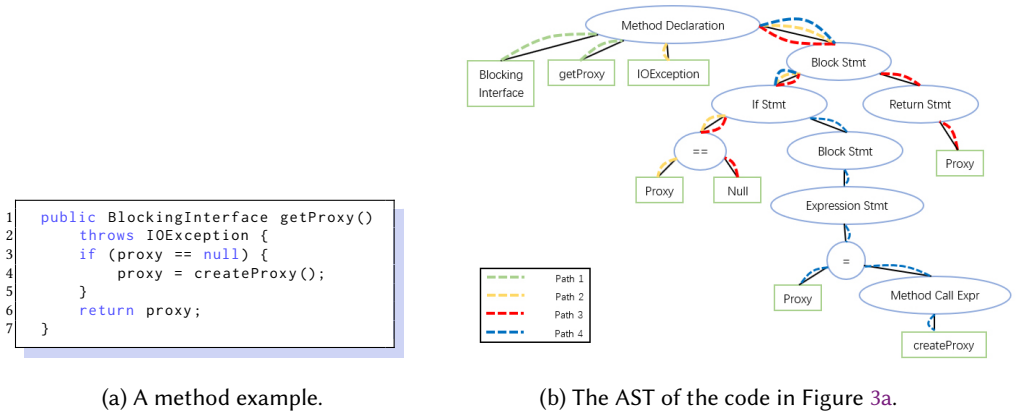 1 public BlockingInterface getProxy()
2 throws IOException {
3 if (proxy == null) {
4 proxy = createProxy();
5 }
6 return proxy;
7 }
(a) A method example.
Method Declaration
Blocking
Interface
getProxy
IOException
Block Stmt
If Stmt
Return Stmt
==
Block Stmt
Proxy
Proxy
Null
Expression Stmt
=
Proxy
Method Call Expr
createProxy
Path 1
Path 2
Path 3
Path 4
(b) The AST of the code in Figure 3a.